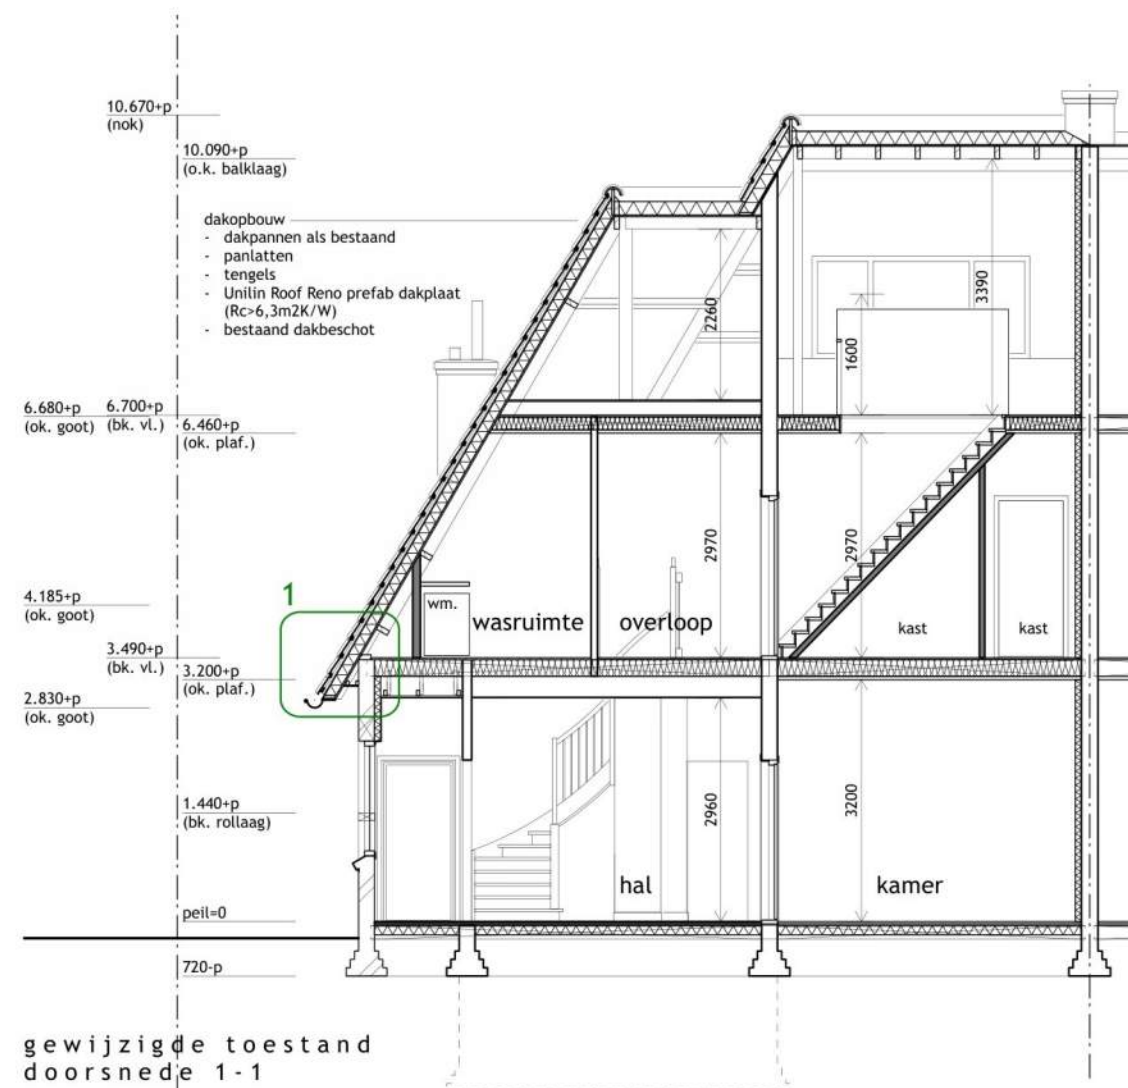 10.670+p
(nok)
10.090+p
(o.k. balklaag)
dakopbouw
- dakpannen als bestaand
- panlatten
- tengels
- Unilin Roof Reno prefab dakplaat
(Rc>6,3m2K/W)
- bestaand dakbeschot
2260
3390
1600
6.680+p
(ok. goot)
6.700+p
(bk. vl.)
6.460+p
(ok. plaf.)
2970
2970
1
4.185+p
(ok. goot)
wm.
wasruimte
overloop
kast
kast
3.490+p
(bk. vl.)
3.200+p
(ok. plaf.)
2.830+p
(ok. goot)
1.440+p
(bk. rollaag)
2960
3200
hal
kamer
peil=0
720-p
gewijzigde toestand
doorsnede 1-1